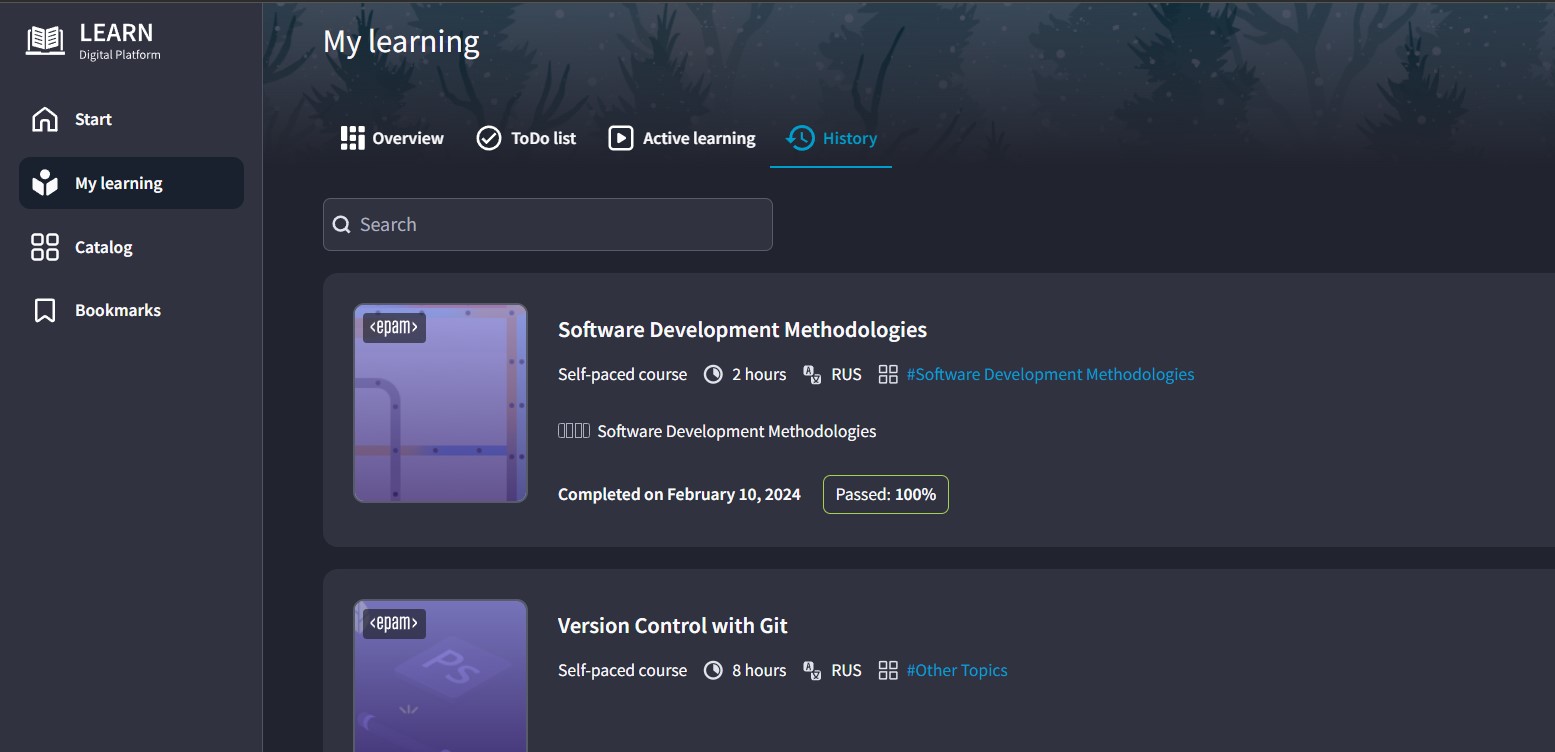 LEARN
Digital Platform
Start
My learning
Catalog
Bookmarks
My learning
Overview ToDo list Active learning History
Search
<epam>
Software Development Methodologies
Self-paced course 2 hours RUS #Software Development Methodologies
Software Development Methodologies
Completed on February 10, 2024 Passed: 100%
<epam>
Ps
Version Control with Git
Self-paced course 8 hours RUS #Other Topics